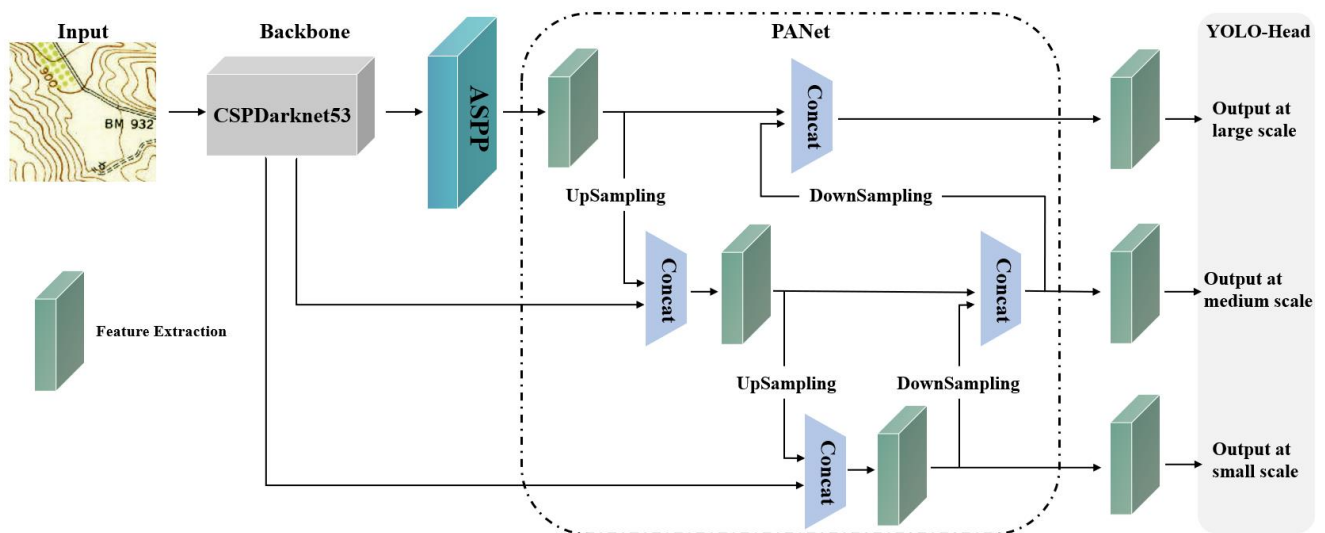 Input
Backbone
PANet
YOLO-Head
900
BM 932
CSPDarknet53
ASPP
Concat
Output at
large scale
UpSampling
DownSampling
Concat
Concat
Output at
medium scale
Feature Extraction
UpSampling
DownSampling
Concat
Output at
small scale